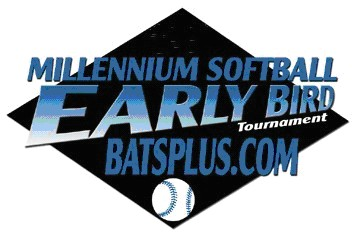 MILLENNIUM SOFTBALL
EARLY BIRD
Tournament
BATSPLUS.COM